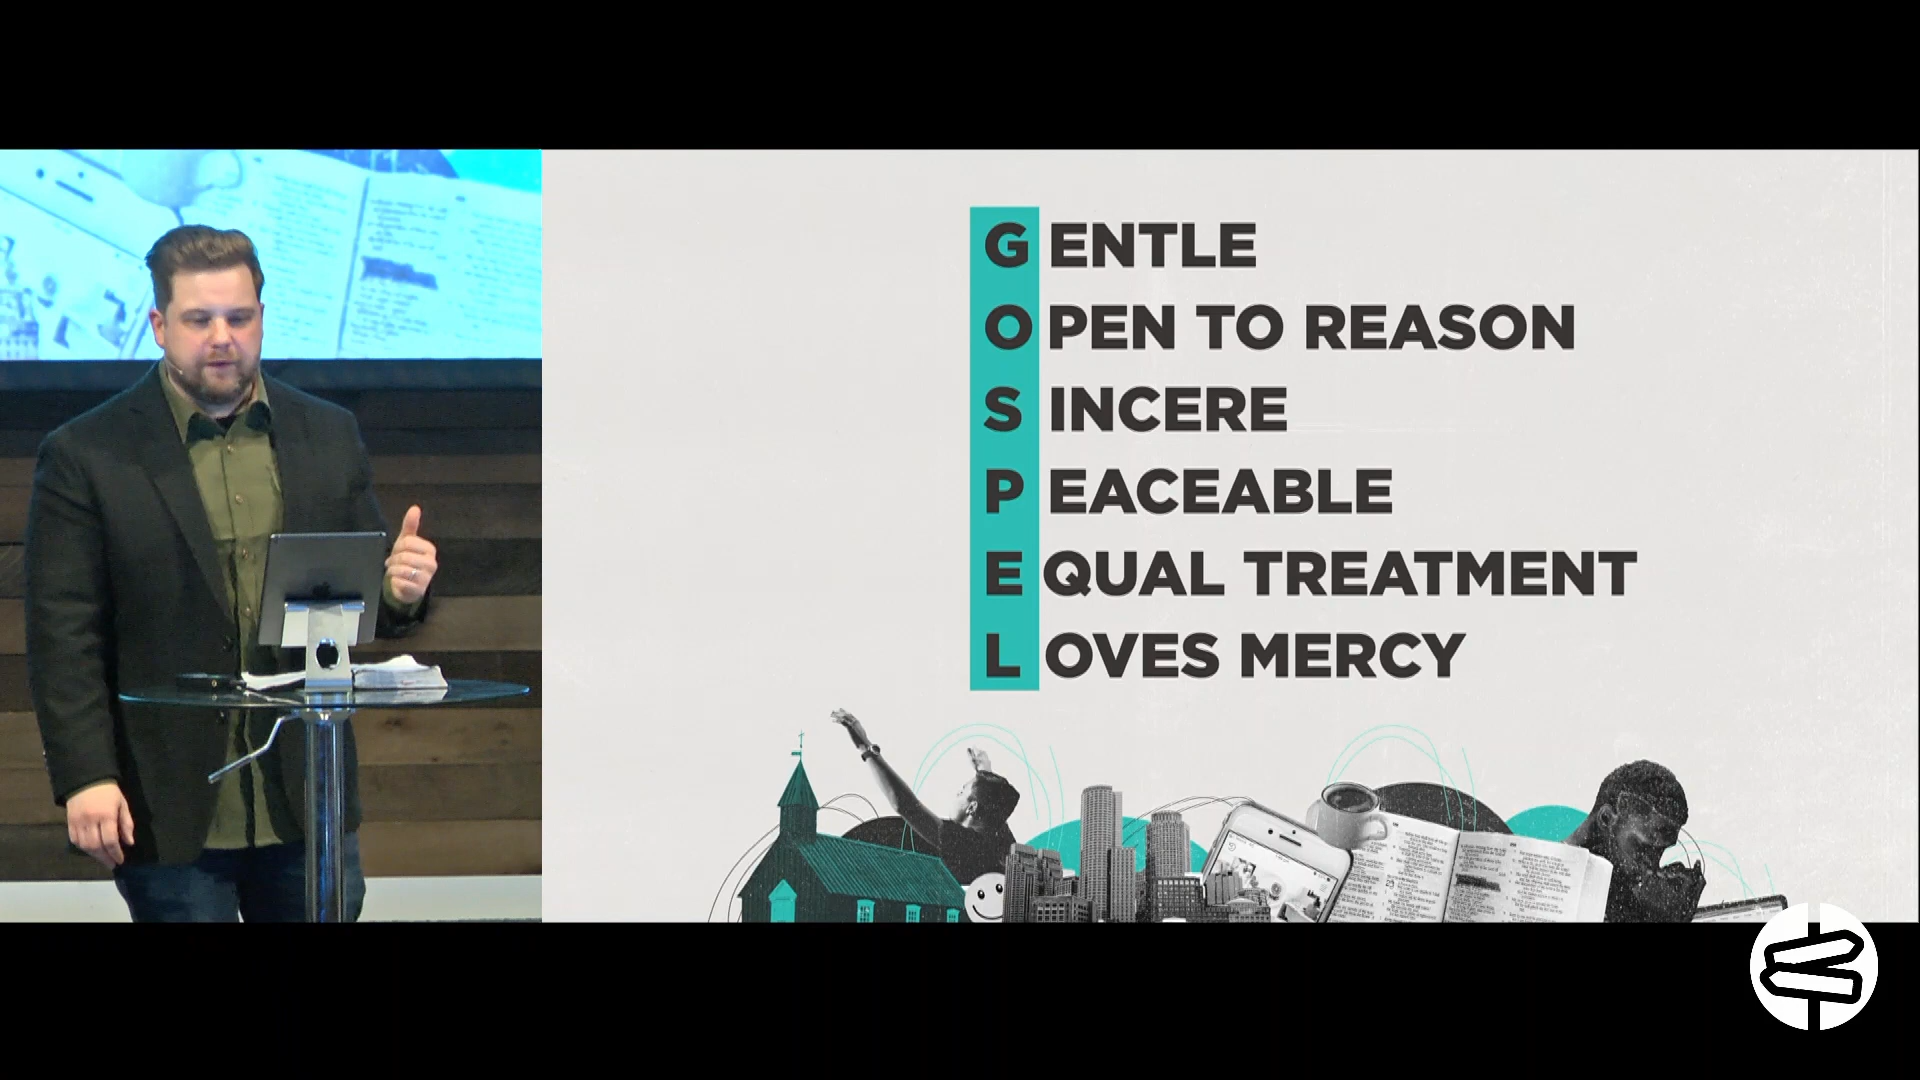 GENTLE
OPEN TO REASON
SINCERE
PEACEABLE
EQUAL TREATMENT
LOVES MERCY